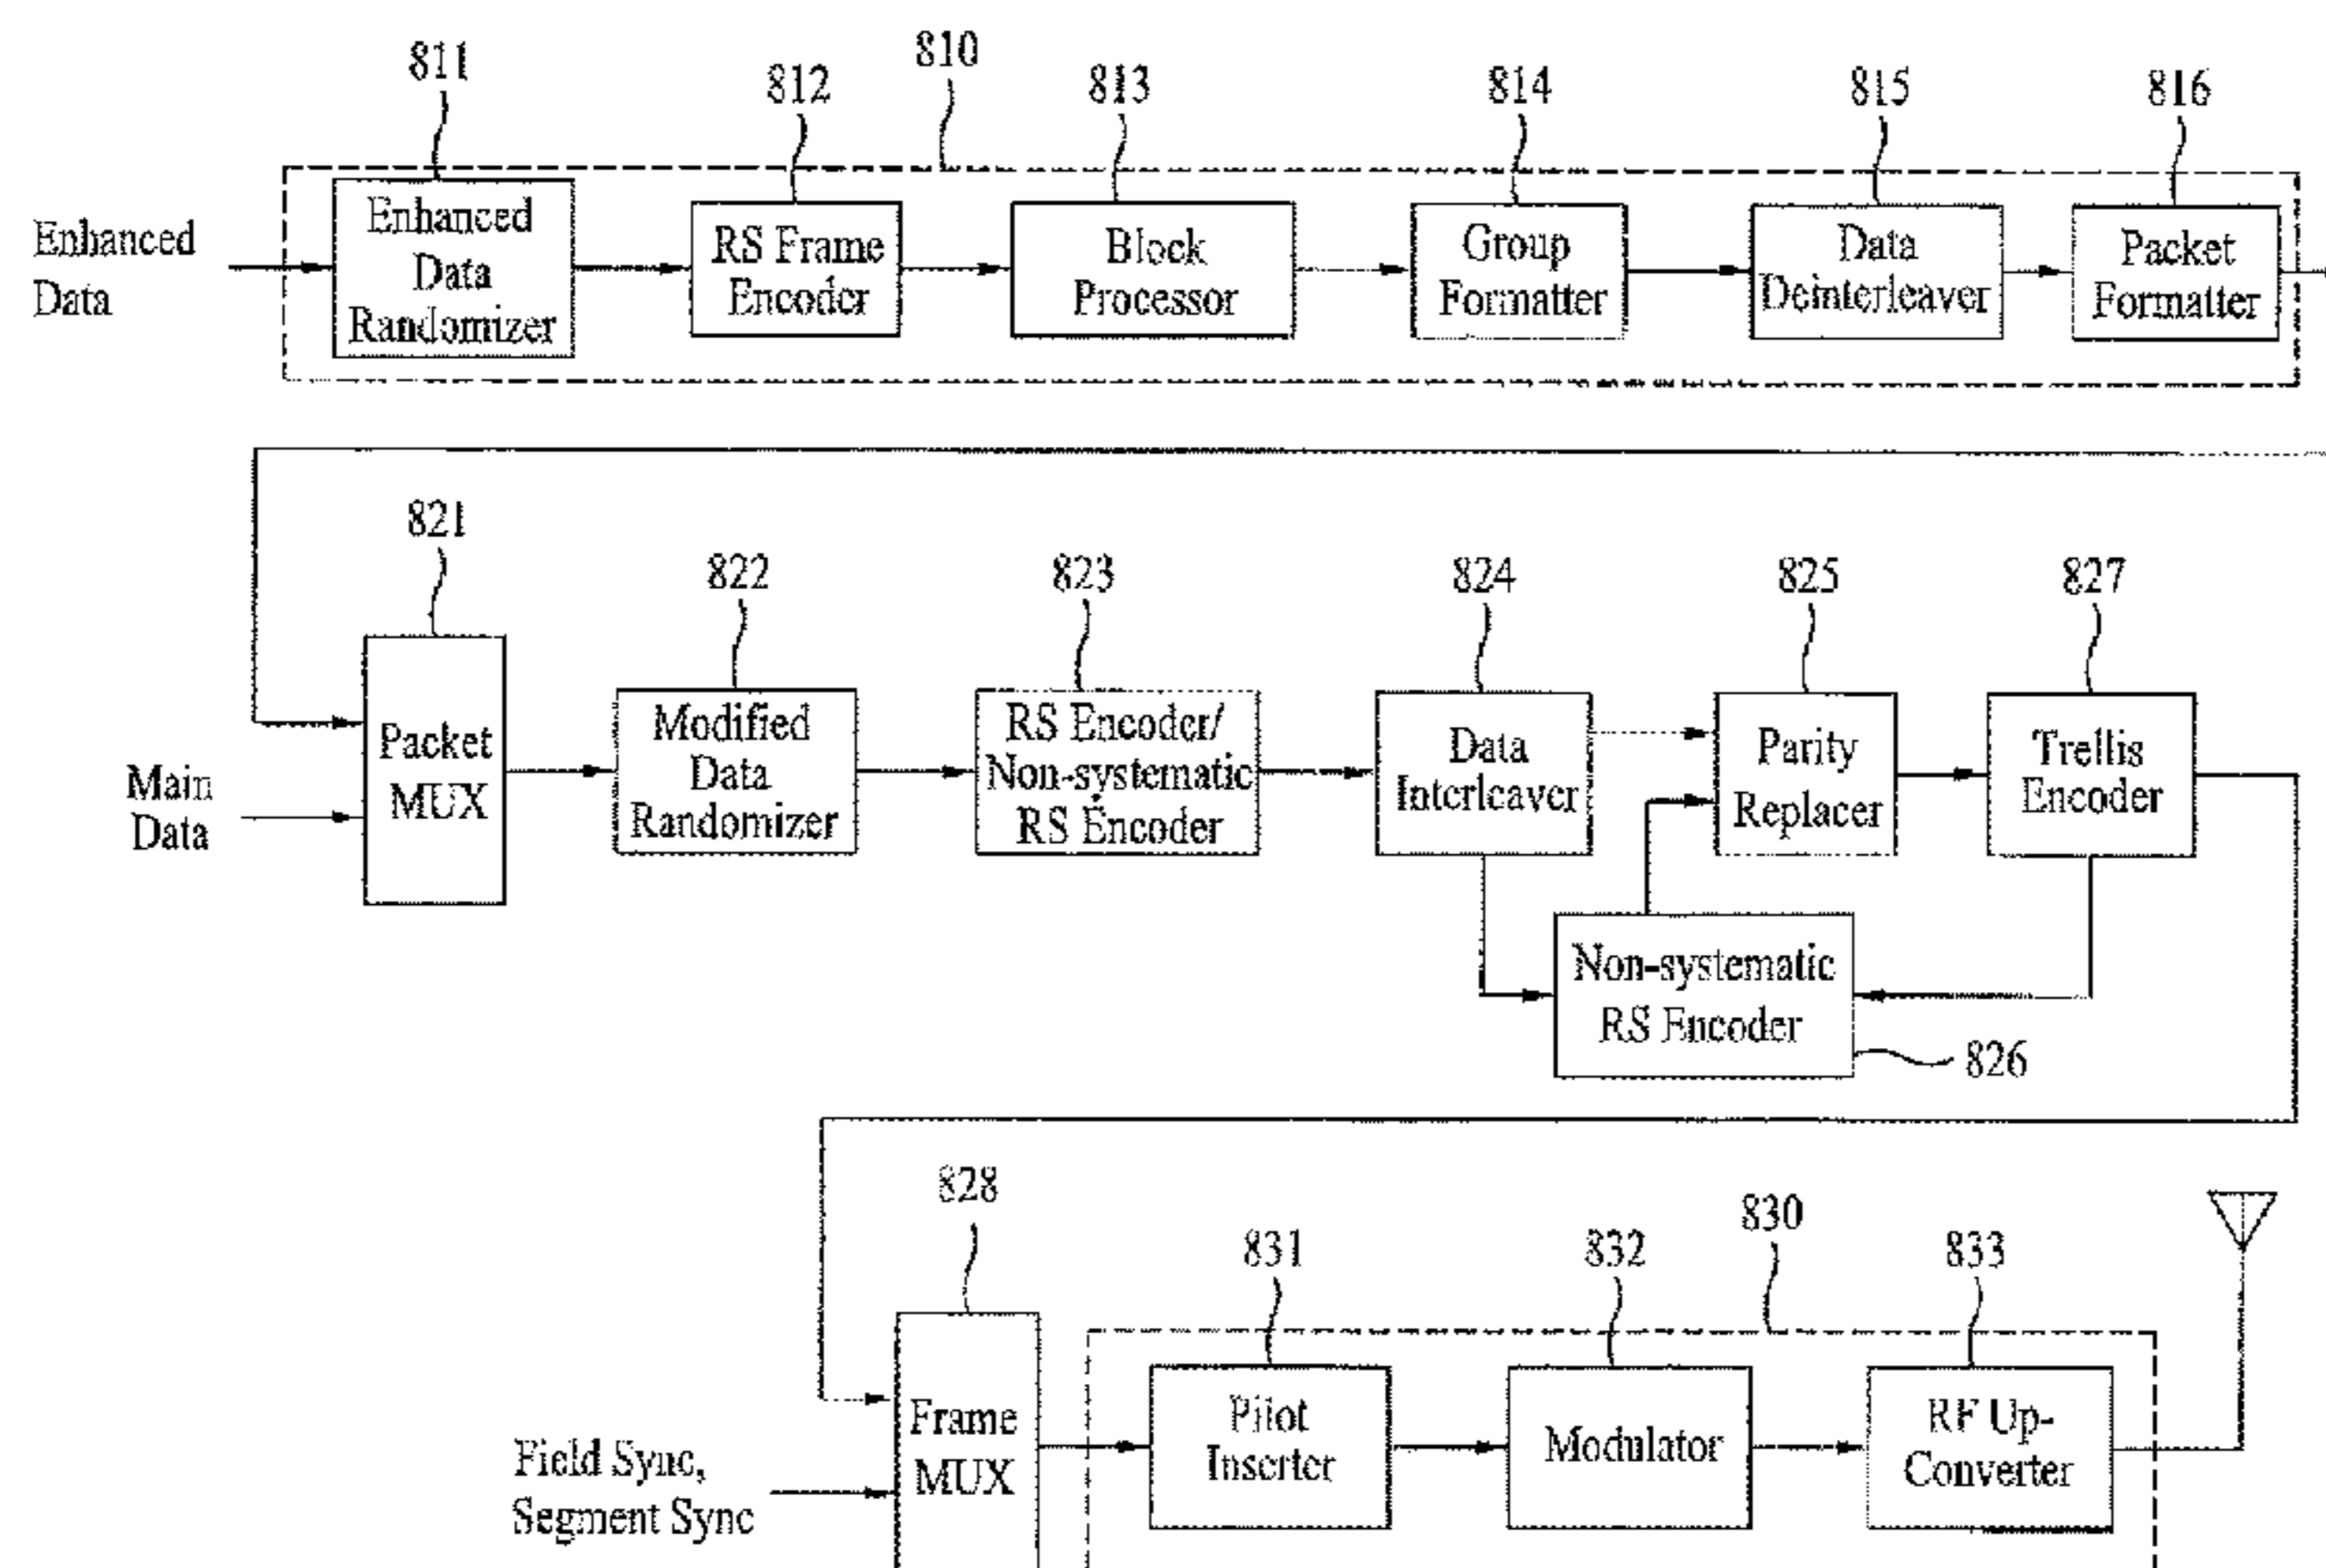 810
811
812
813
814
815
816
Enhanced
Data
Enhanced
Data
Randomizer
RS Frame
Encoder
Block
Processor
Group
Formatter
Data
Deinterleaver
Packet
Formatter
821
822
823
824
825
827
Main
Data
Packet
MUX
Modified
Data
Randomizer
RS Encoder/
Non-systematic
RS Encoder
Data
Interleaver
Parity
Replacer
Trellis
Encoder
Non-systematic
RS Encoder
826
828
830
831
832
833
Field Sync,
Segment Sync
Frame
MUX
Pilot
Inserter
Modulator
RF Up-
Converter